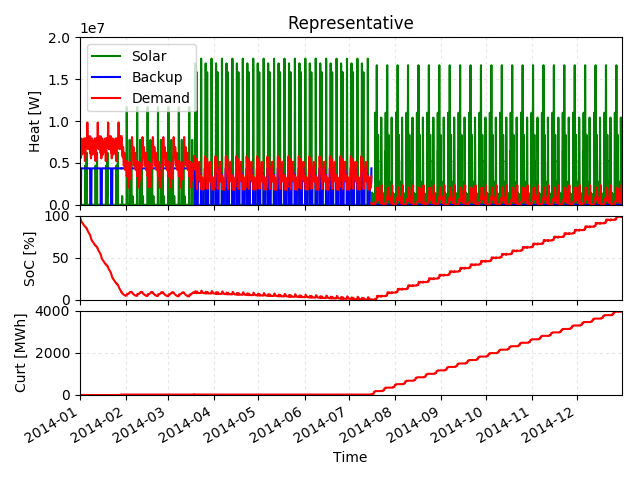 Representative
1e7
2.0
1.5
1.0
0.5
0.0
Heat [W]
Solar
Backup
Demand
100
50
0
SoC [%]
4000
2000
0
Curt [MWh]
2014-01
2014-02
2014-03
2014-04
2014-05
2014-06
2014-07
2014-08
2014-09
2014-10
2014-11
2014-12
Time